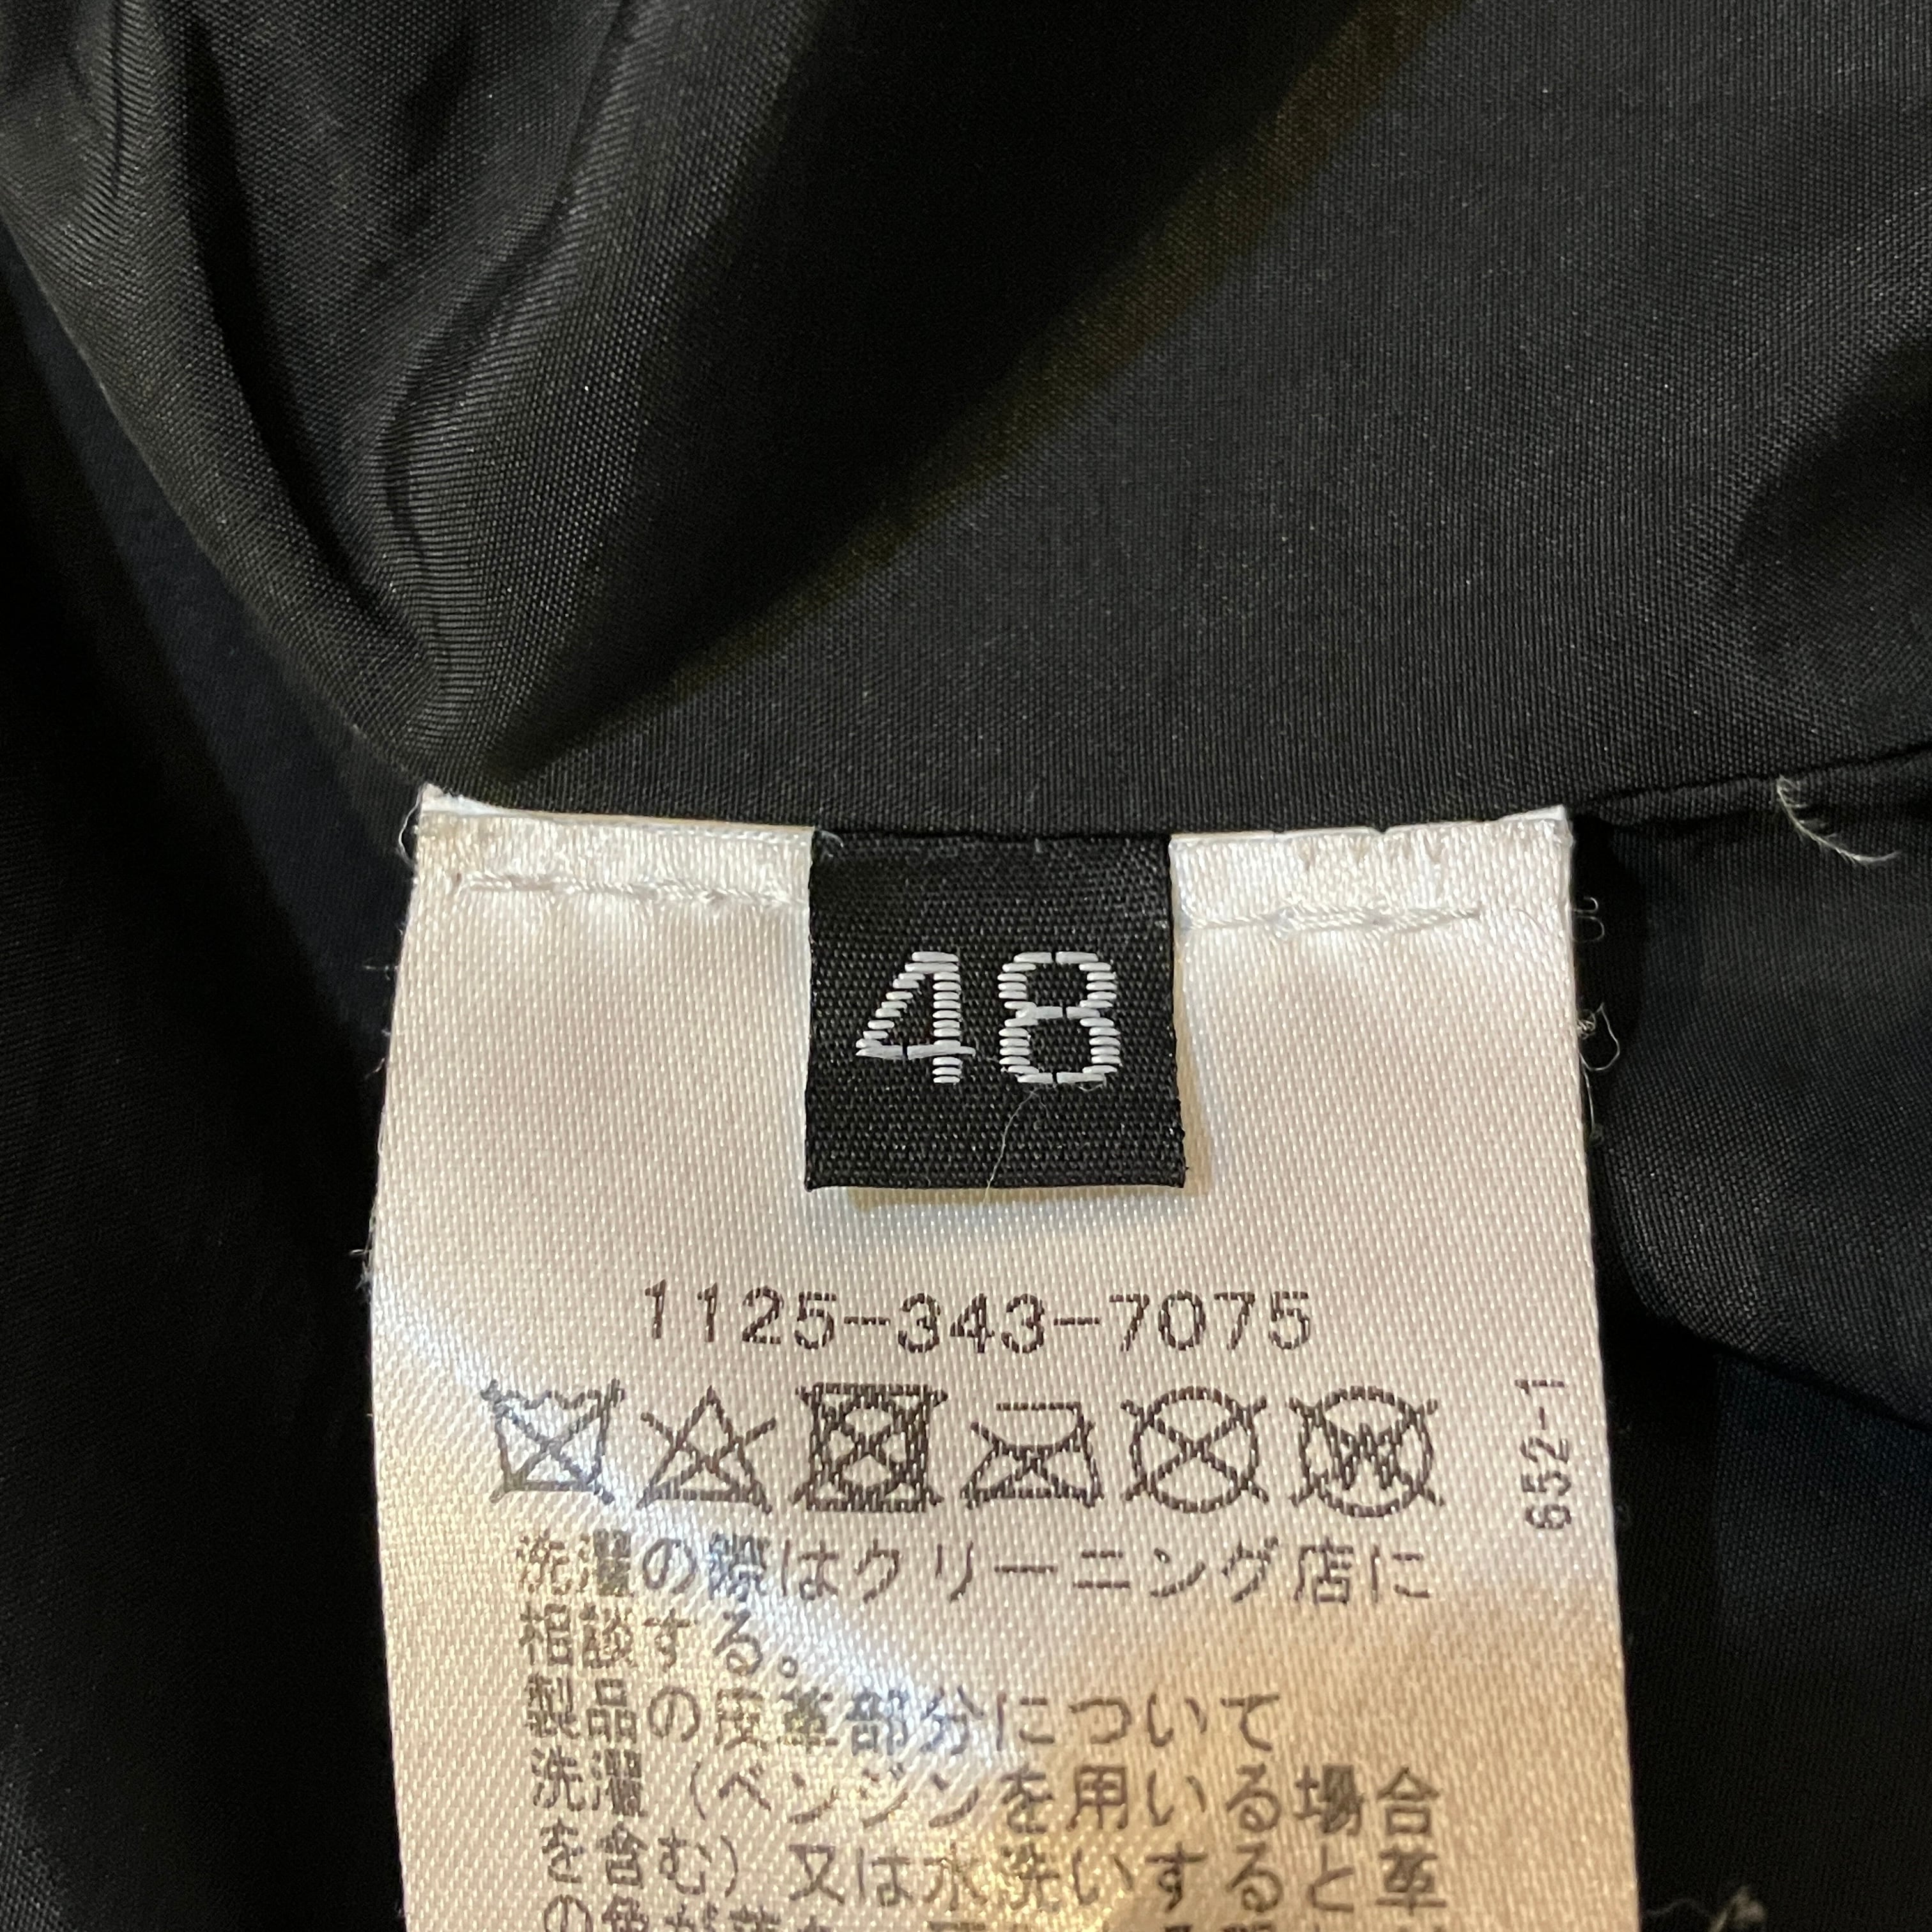 48
1125-343-7075
652-1
洗濯の際はクリーニング店に
相談する。
製品の皮革部分について
洗濯（ベンジンを用いる場合
を含む）又は水洗いすると革
の色が